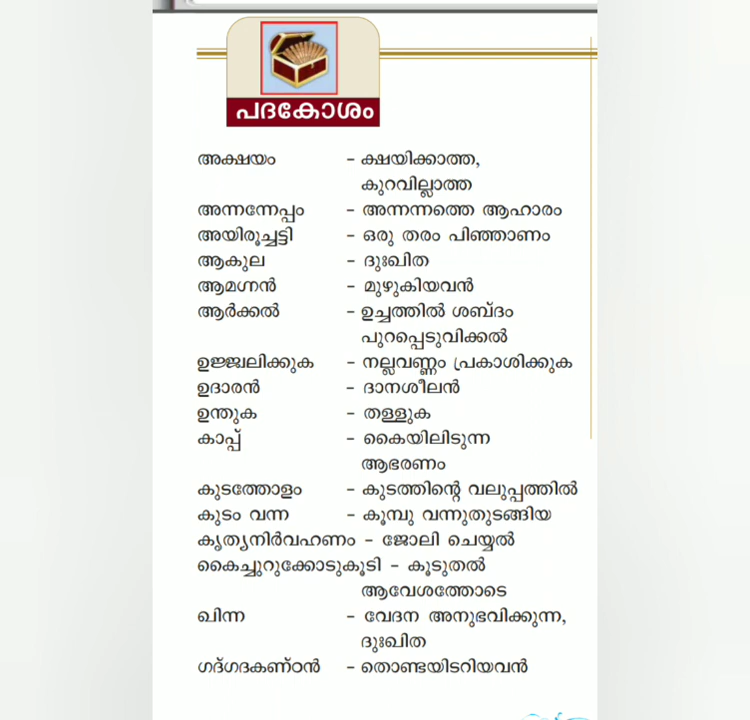 പദകോശം
അക്ഷയം – ക്ഷയിക്കാത്ത,
കുറവില്ലാത്ത
അന്നന്നേപ്പം – അന്നന്നത്തെ ആഹാരം
അയിരൂച്ചട്ടി – ഒരു തരം പിഞ്ഞാണം
ആകുല – ദുഃഖിത
ആമഗ്നൻ – മുഴുകിയവൻ
ആർക്കൽ – ഉച്ചത്തിൽ ശബ്ദം
പുറപ്പെടുവിക്കൽ
ഉജ്ജ്വലിക്കുക – നല്ലവണ്ണം പ്രകാശിക്കുക
ഉദാരൻ – ദാനശീലൻ
ഉന്തുക – തള്ളുക
കാപ്പ് – കൈയിലിടുന്ന
ആഭരണം
കുടത്തോളം – കുടത്തിന്റെ വലുപ്പത്തിൽ
കുടം വന്ന – കൂമ്പു വന്നുതുടങ്ങിയ
കൃത്യനിർവഹണം – ജോലി ചെയ്യൽ
കൈച്ചുറുക്കോടുകൂടി – കൂടുതൽ
ആവേശത്തോടെ
ഖിന്ന – വേദന അനുഭവിക്കുന്ന,
ദുഃഖിത
ഗദ്ഗദകണ്ഠൻ – തൊണ്ടയിടറിയവൻ